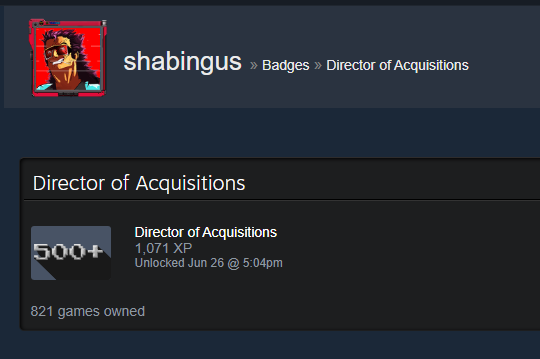 shabingus » Badges » Director of Acquisitions
Director of Acquisitions
500+
Director of Acquisitions
1,071 XP
Unlocked Jun 26 @ 5:04pm
821 games owned